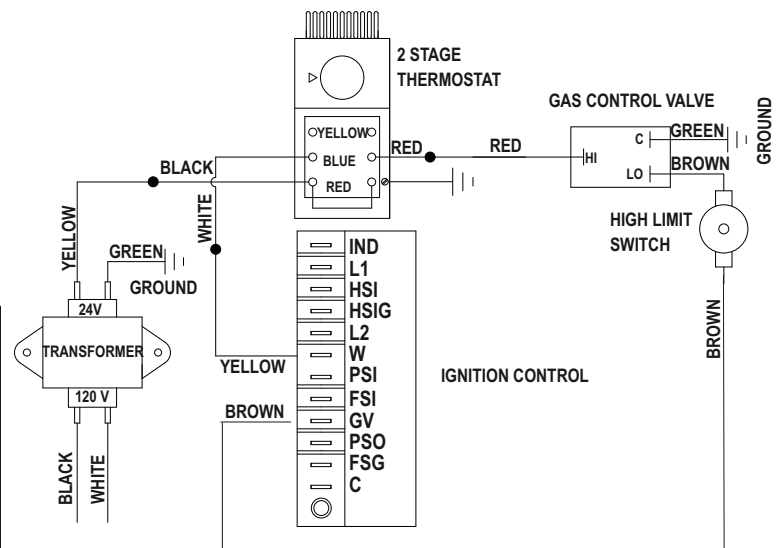 2 STAGE
THERMOSTAT
GAS CONTROL VALVE
YELLOW
BLUE
RED
RED
RED
C
HI
LO
GREEN
GROUND
BROWN
BLACK
WHITE
YELLOW
GREEN
GROUND
24V
TRANSFORMER
120 V
BLACK
WHITE
HIGH LIMIT
SWITCH
BROWN
IND
L1
HSI
HSIG
L2
W
PSI
FSI
GV
PSO
FSG
C
YELLOW
BROWN
IGNITION CONTROL